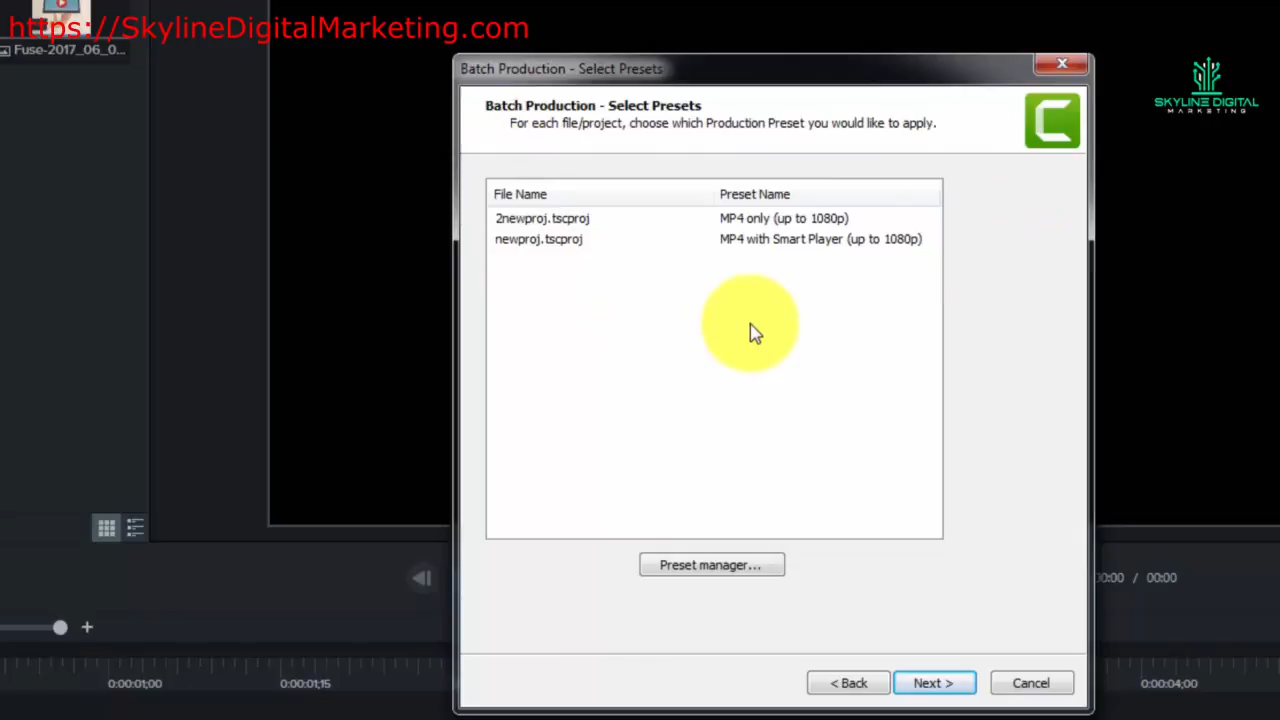 https://SkylineDigitalMarketing.com
Fuse-2017_06_0...
Batch Production - Select Presets
SKYLINE DIGITAL
MARKETING
Batch Production - Select Presets
For each file/project, choose which Production Preset you would like to apply.
File Name Preset Name
2newproj.tscproj MP4 only (up to 1080p)
newproj.tscproj MP4 with Smart Player (up to 1080p)
Preset manager...
00:00 / 00:00
< Back Next > Cancel
0:00:01;00 0:00:01;15 0:00:04;00